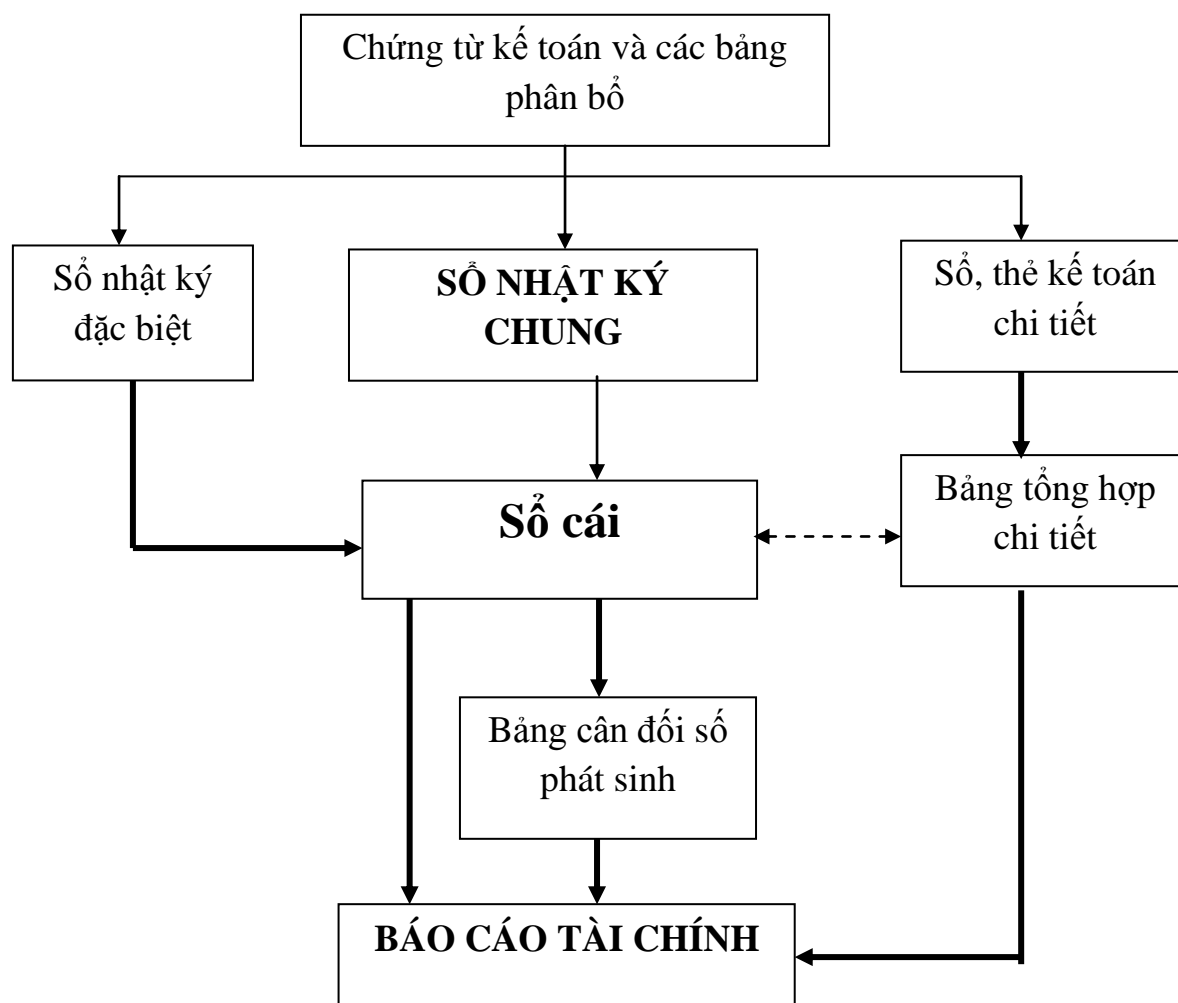 Chứng từ kế toán và các bảng
phân bổ
Sổ nhật ký
đặc biệt
SỔ NHẬT KÝ
CHUNG
Sổ, thẻ kế toán
chi tiết
Sổ cái
Bảng tổng hợp
chi tiết
Bảng cân đối số
phát sinh
BÁO CÁO TÀI CHÍNH